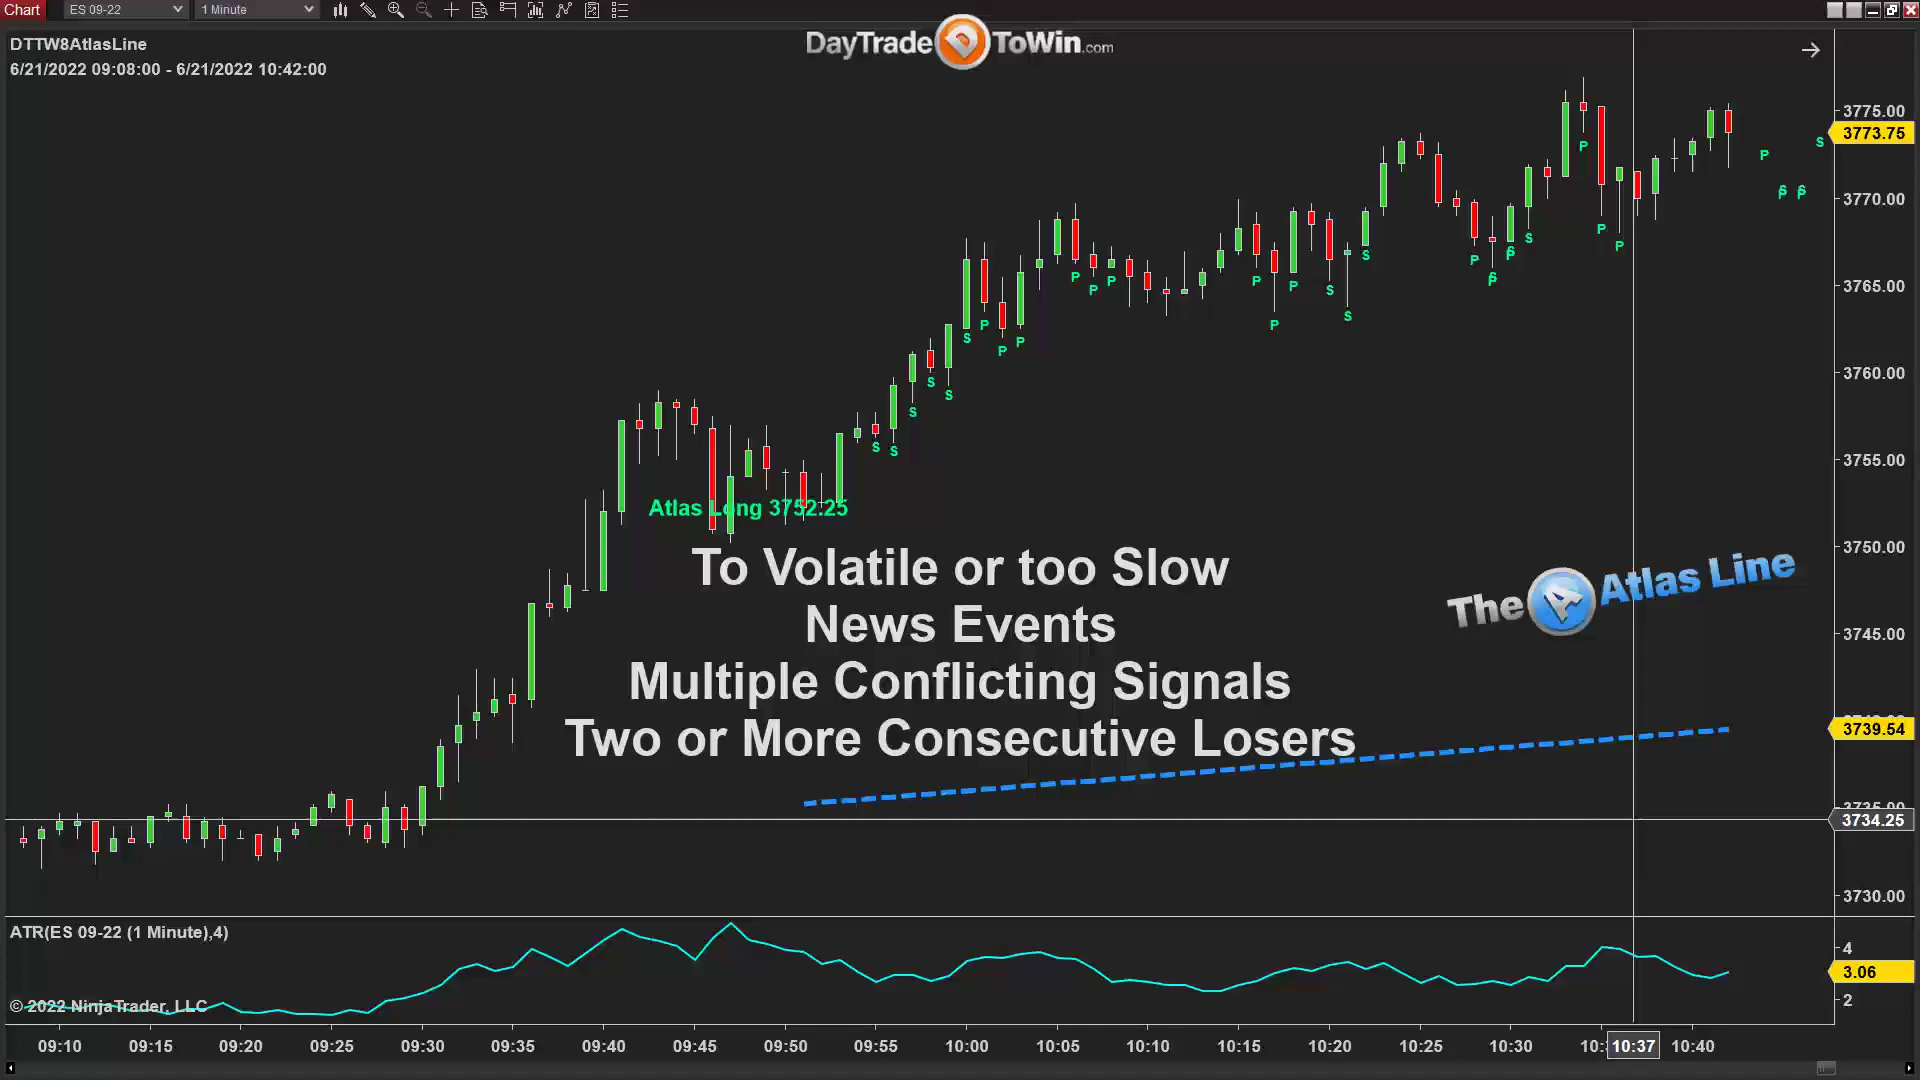 Chart ES 09-22 1 Minute
DTTW8AtlasLine
6/21/2022 09:08:00 - 6/21/2022 10:42:00
DayTradeToWin.com
3775.00
3773.75
3770.00
3765.00
3760.00
3755.00
3750.00
3745.00
3739.54
3735.00
3734.25
3730.00
P
S
P
P
P
S
S
P
P
P
P
P
S
P
P
S
S
P
S
S
P
P
P
S
S
S
S
S
S
Atlas Long 3752.25
To Volatile or too Slow
News Events
Multiple Conflicting Signals
Two or More Consecutive Losers
The Atlas Line
ATR(ES 09-22 (1 Minute),4)
4
3.06
2
© 2022 NinjaTrader, LLC
09:10 09:15 09:20 09:25 09:30 09:35 09:40 09:45 09:50 09:55 10:00 10:05 10:10 10:15 10:20 10:25 10:30 10:37 10:40